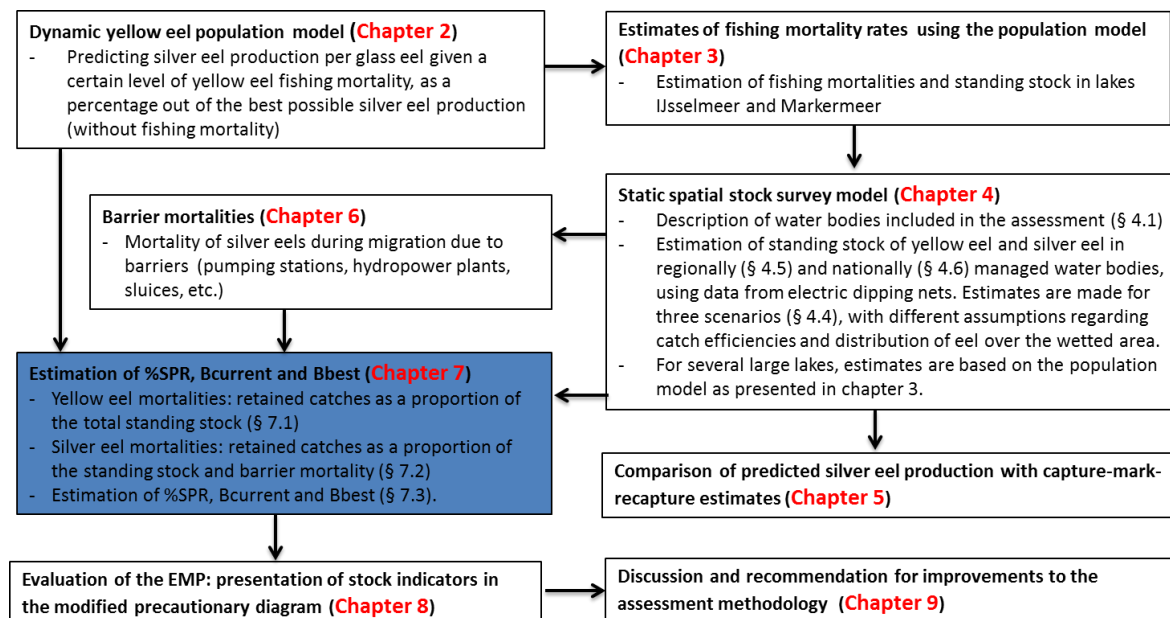 Dynamic yellow eel population model (Chapter 2)
- Predicting silver eel production per glass eel given a
certain level of yellow eel fishing mortality, as a
percentage out of the best possible silver eel production
(without fishing mortality)
Estimates of fishing mortality rates using the population model
(Chapter 3)
- Estimation of fishing mortalities and standing stock in lakes
IJsselmeer and Markermeer
Static spatial stock survey model (Chapter 4)
- Description of water bodies included in the assessment (§ 4.1)
- Estimation of standing stock of yellow eel and silver eel in
regionally (§ 4.5) and nationally (§ 4.6) managed water bodies,
using data from electric dipping nets. Estimates are made for
three scenarios (§ 4.4), with different assumptions regarding
catch efficiencies and distribution of eel over the wetted area.
- For several large lakes, estimates are based on the population
model as presented in chapter 3.
Barrier mortalities (Chapter 6)
- Mortality of silver eels during migration due to
barriers (pumping stations, hydropower plants,
sluices, etc.)
Estimation of %SPR, Bcurrent and Bbest (Chapter 7)
- Yellow eel mortalities: retained catches as a proportion of
the total standing stock (§ 7.1)
- Silver eel mortalities: retained catches as a proportion of
the standing stock and barrier mortality (§ 7.2)
- Estimation of %SPR, Bcurrent and Bbest (§ 7.3).
Comparison of predicted silver eel production with capture-mark-
recapture estimates (Chapter 5)
Evaluation of the EMP: presentation of stock indicators in
the modified precautionary diagram (Chapter 8)
Discussion and recommendation for improvements to the
assessment methodology (Chapter 9)